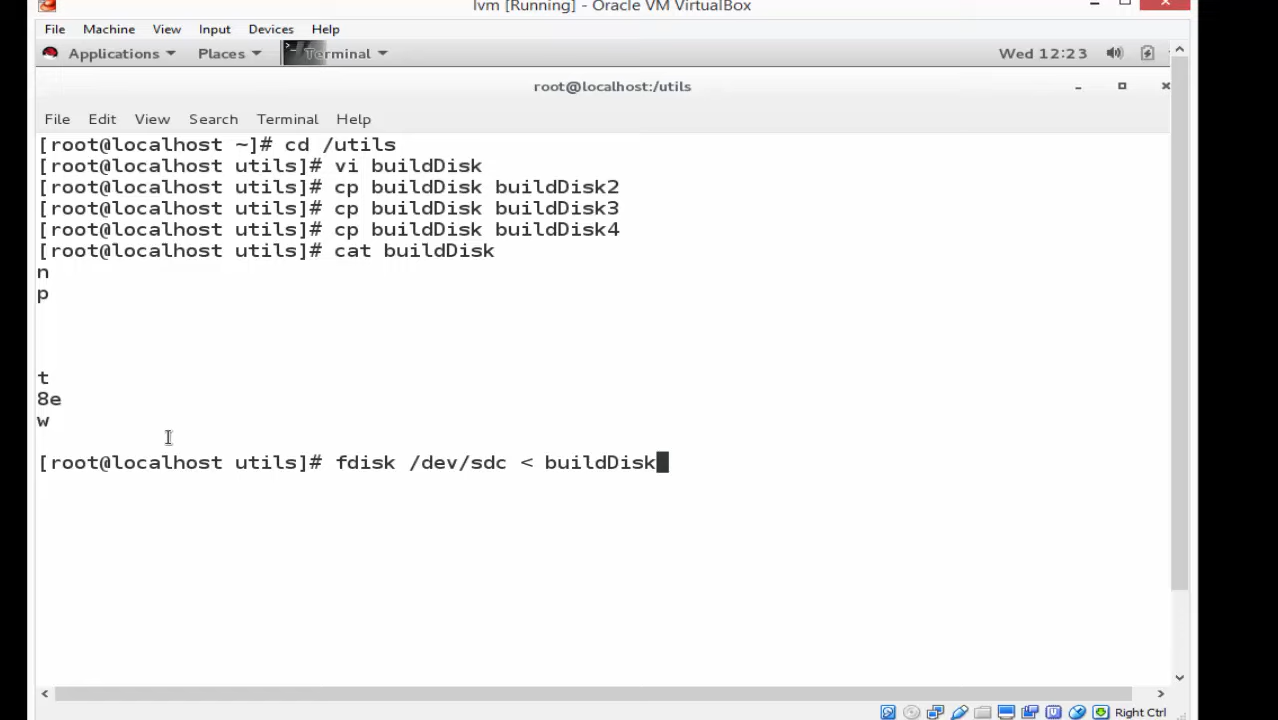 lvm [Running] - Oracle VM VirtualBox
File Machine View Input Devices Help
Applications Places Terminal Wed 12:23
root@localhost:/utils
File Edit View Search Terminal Help
[root@localhost ~]# cd /utils
[root@localhost utils]# vi buildDisk
[root@localhost utils]# cp buildDisk buildDisk2
[root@localhost utils]# cp buildDisk buildDisk3
[root@localhost utils]# cp buildDisk buildDisk4
[root@localhost utils]# cat buildDisk
n
p
t
8e
w
[root@localhost utils]# fdisk /dev/sdc < buildDisk
Right Ctrl